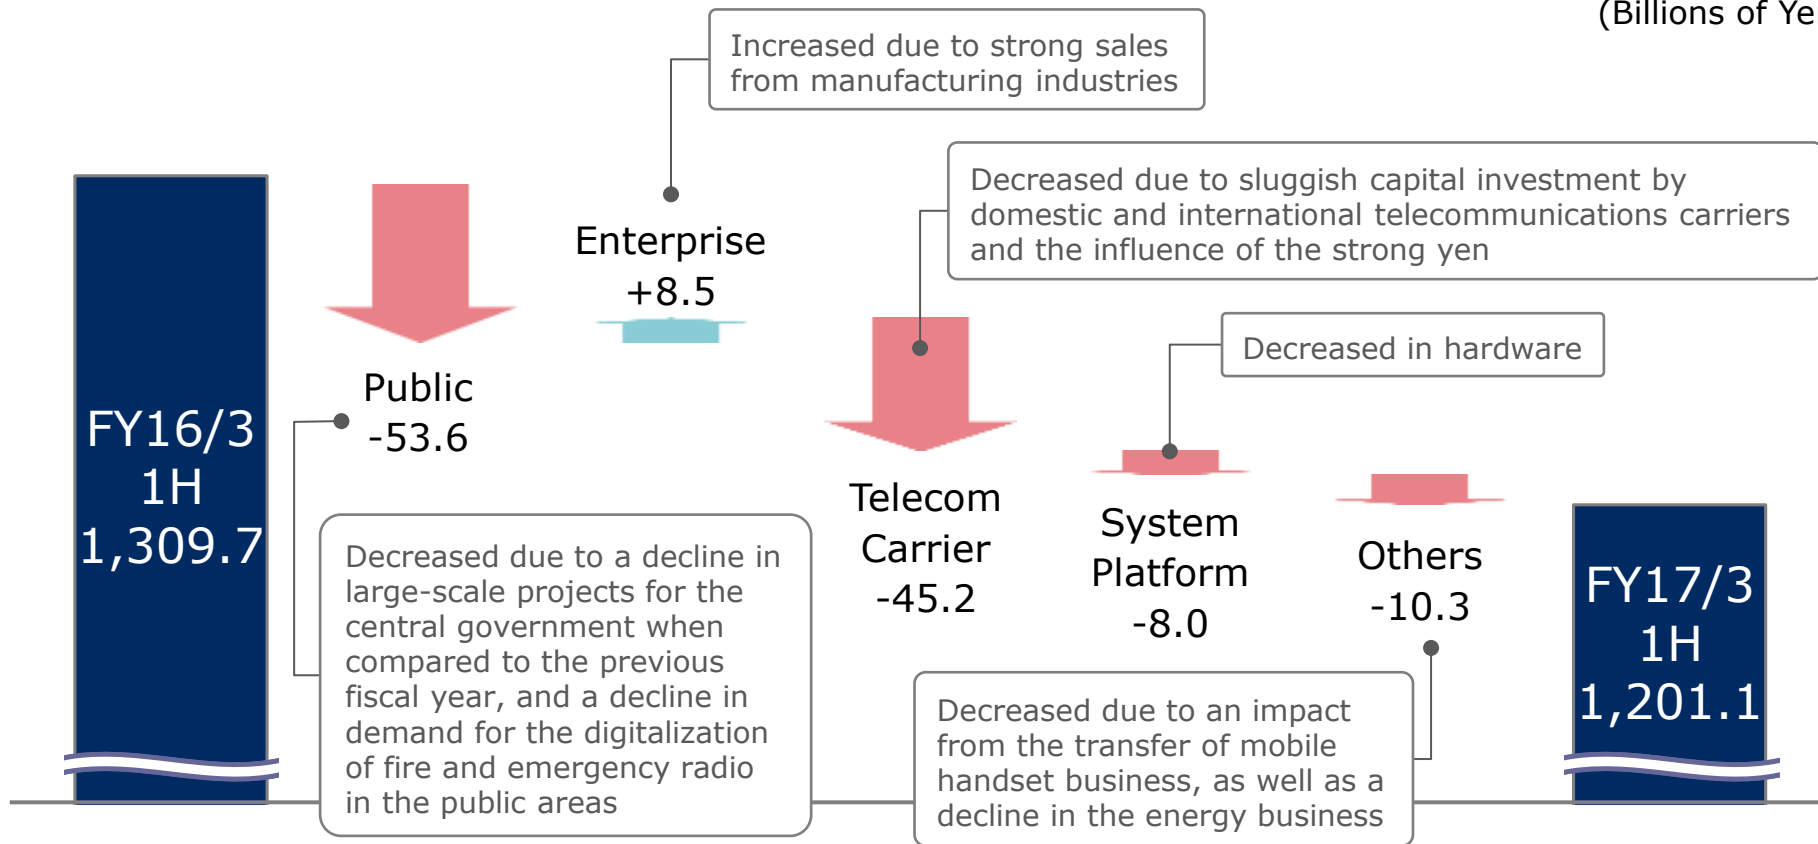 (Billions of Ye
Increased due to strong sales
from manufacturing industries
Decreased due to sluggish capital investment by
domestic and international telecommunications carriers
and the influence of the strong yen
Enterprise
+8.5
Decreased in hardware
Public
-53.6
FY16/3
1H
1,309.7
Telecom
Carrier
-45.2
System
Platform
-8.0
Others
-10.3
Decreased due to a decline in
large-scale projects for the
central government when
compared to the previous
fiscal year, and a decline in
demand for the digitalization
of fire and emergency radio
in the public areas
FY17/3
1H
1,201.1
Decreased due to an impact
from the transfer of mobile
handset business, as well as a
decline in the energy business